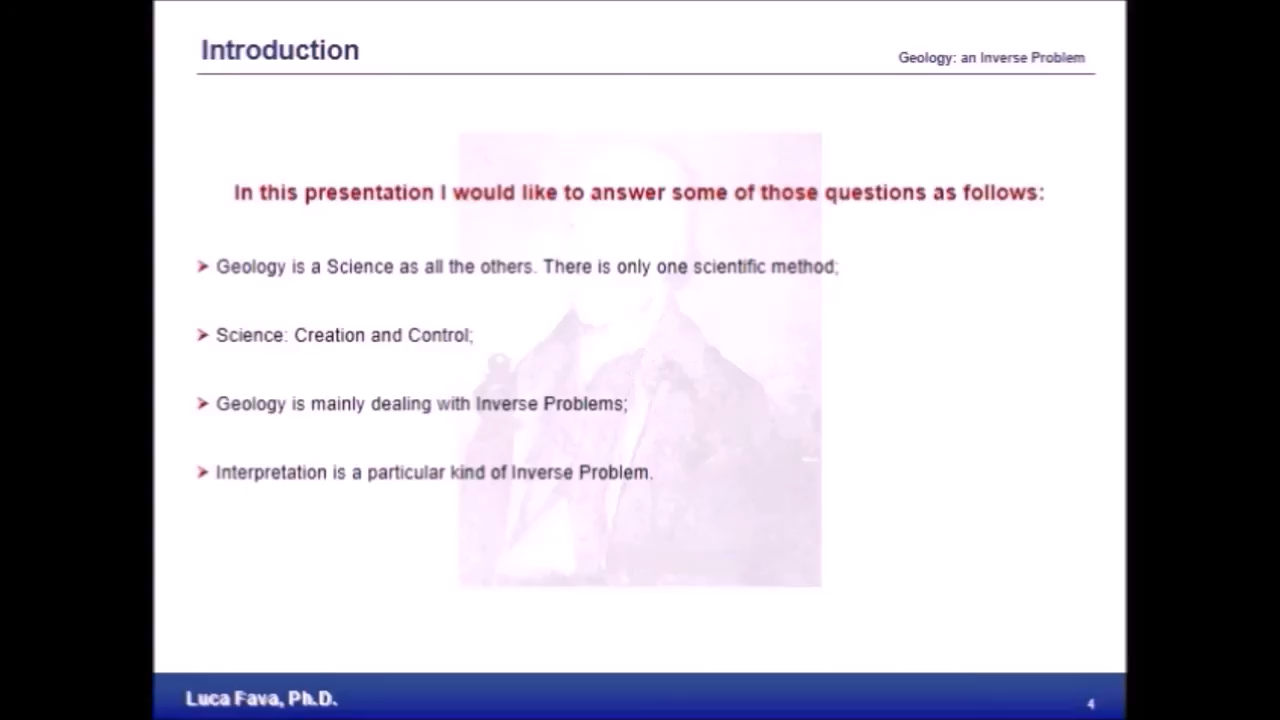 Introduction
Geology: an Inverse Problem
In this presentation I would like to answer some of those questions as follows:
➤ Geology is a Science as all the others. There is only one scientific method;
➤ Science: Creation and Control;
➤ Geology is mainly dealing with Inverse Problems;
➤ Interpretation is a particular kind of Inverse Problem.
Luca Fava, Ph.D.
4